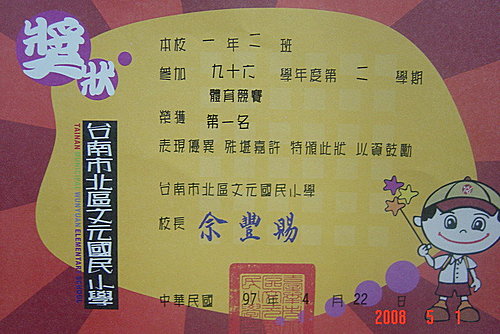 獎狀
台南市北區文元國民小學
TAINAN MUNICIPAL WUNYUAN ELEMENTARY SCHOOL
本校 一年二 班
參加 九十六 學年度第 二 學期
體育競賽
榮獲 第一名
表現優異 殊堪嘉許 特頒此狀 以資鼓勵
台南市北區文元國民小學
校長 余豐賜
中華民國 97 年 4 月 22 日
2008 5 1